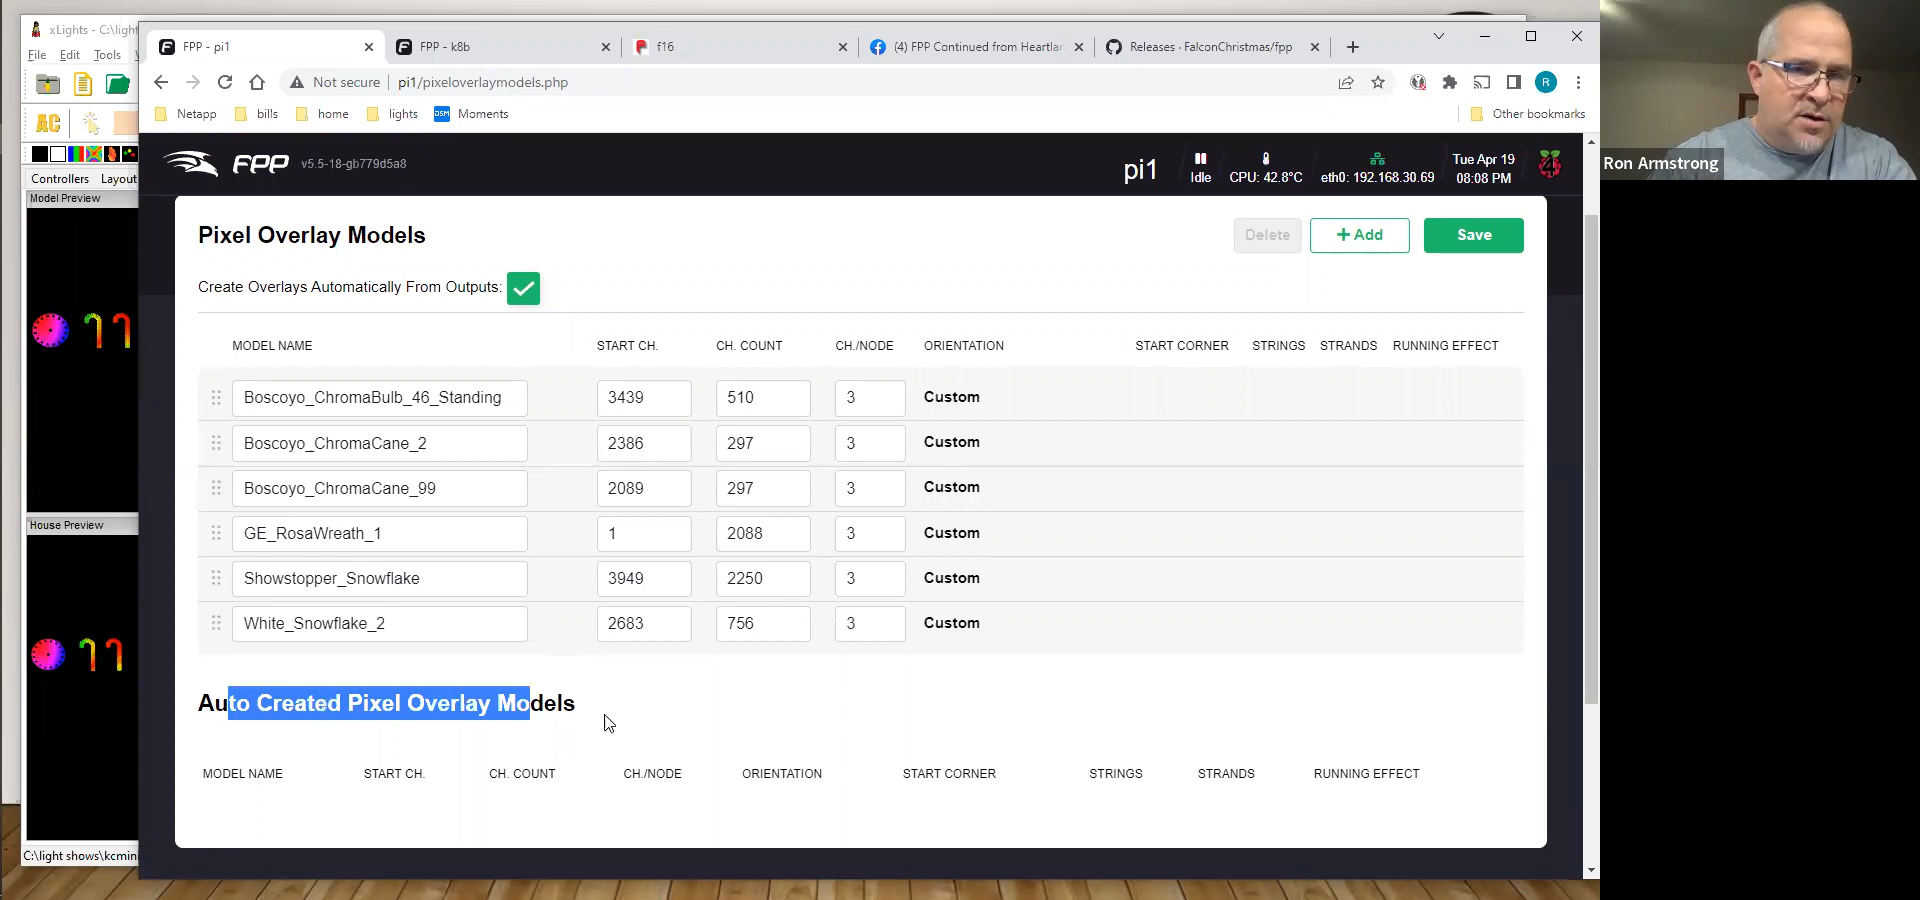 xLights - C:\light
File Edit Tools
AC
Controllers Layout
Model Preview
House Preview
C:\light shows\kcmin
FPP - pi1
FPP - k8b
f16
(4) FPP Continued from Heartlan
Releases · FalconChristmas/fpp
Not secure pi1/pixeloverlaymodels.php
R
Netapp bills home lights DSM Moments Other bookmarks
FPP v5.5-18-gb779d5a8
pi1
Idle
CPU: 42.8°C
eth0: 192.168.30.69
Tue Apr 19
08:08 PM
Pixel Overlay Models
Delete + Add Save
Create Overlays Automatically From Outputs:
MODEL NAME START CH. CH. COUNT CH./NODE ORIENTATION START CORNER STRINGS STRANDS RUNNING EFFECT
Boscoyo_ChromaBulb_46_Standing 3439 510 3 Custom
Boscoyo_ChromaCane_2 2386 297 3 Custom
Boscoyo_ChromaCane_99 2089 297 3 Custom
GE_RosaWreath_1 1 2088 3 Custom
Showstopper_Snowflake 3949 2250 3 Custom
White_Snowflake_2 2683 756 3 Custom
Auto Created Pixel Overlay Models
MODEL NAME START CH. CH. COUNT CH./NODE ORIENTATION START CORNER STRINGS STRANDS RUNNING EFFECT
Ron Armstrong